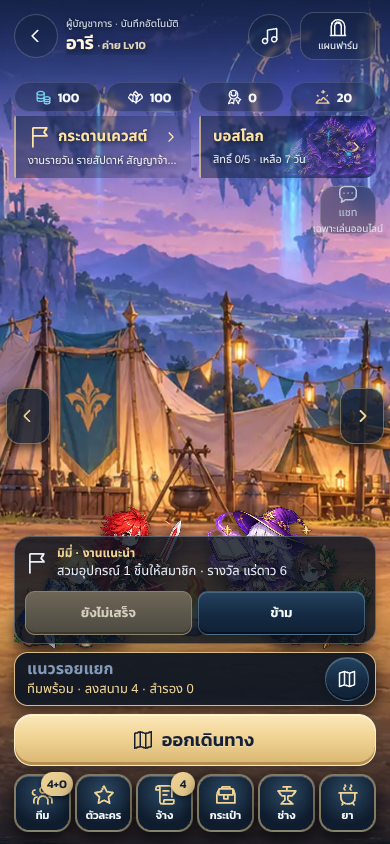 ผู้บัญชาการ · บันทึกอัตโนมัติ
อารี · ค่าย Lv10
แผนฟาร์ม
100
100
0
20
กระดานเควสต์
งานรายวัน รายสัปดาห์ สัญญาจ้า...
บอสโลก
สิทธิ์ 0/5 · เหลือ 7 วัน
แชท
เฉพาะเล่นออนไลน์
มิมี่ · งานแนะนำ
สวมอุปกรณ์ 1 ชิ้นให้สมาชิก · รางวัล แร่ดาว 6
ยังไม่เสร็จ
ข้าม
แนวรอยแยก
ทีมพร้อม · ลงสนาม 4 · สำรอง 0
ออกเดินทาง
4+0
4
ทีม
ตัวละคร
จ้าง
กระเป๋า
ช่าง
ยา